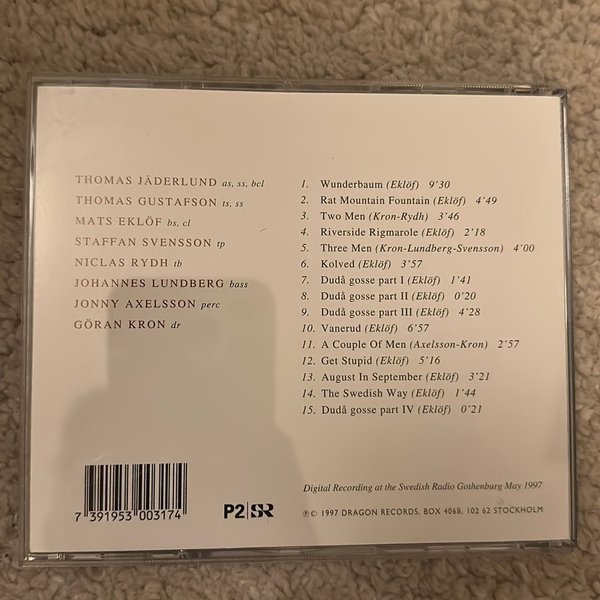 THOMAS JÄDERLUND as, ss, bcl
THOMAS GUSTAFSON ts, ss
MATS EKLÖF bs, cl
STAFFAN SVENSSON tp
NICLAS RYDH tb
JOHANNES LUNDBERG bass
JONNY AXELSSON perc
GÖRAN KRON dr
1. Wunderbaum (Eklöf) 9'30
2. Rat Mountain Fountain (Eklöf) 4'49
3. Two Men (Kron-Rydh) 3'46
4. Riverside Rigmarole (Eklöf) 2'18
5. Three Men (Kron-Lundberg-Svensson) 4'00
6. Kolved (Eklöf) 3'57
7. Dudå gosse part I (Eklöf) 1'41
8. Dudå gosse part II (Eklöf) 0'20
9. Dudå gosse part III (Eklöf) 4'28
10. Vanerud (Eklöf) 6'57
11. A Couple Of Men (Axelsson-Kron) 2'57
12. Get Stupid (Eklöf) 5'16
13. August In September (Eklöf) 3'21
14. The Swedish Way (Eklöf) 1'44
15. Dudå gosse part IV (Eklöf) 0'21
Digital Recording at the Swedish Radio Gothenburg May 1997
7 391953 003174
P2 SR
℗© 1997 DRAGON RECORDS, BOX 4068, 102 62 STOCKHOLM